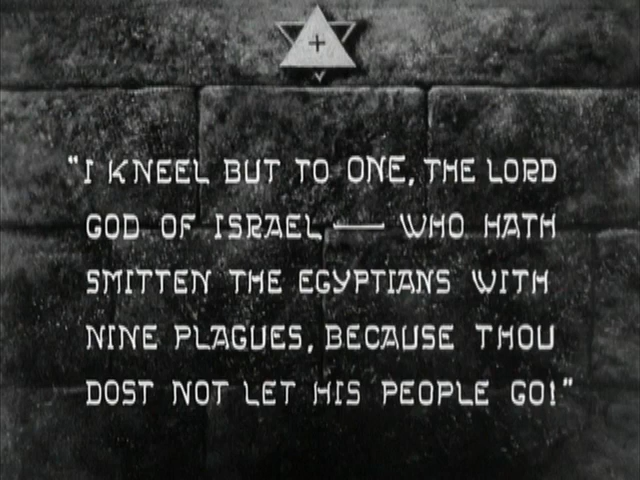 “I KNEEL BUT TO ONE, THE LORD
GOD OF ISRAEL — WHO HATH
SMITTEN THE EGYPTIANS WITH
NINE PLAGUES, BECAUSE THOU
DOST NOT LET HIS PEOPLE GO!”